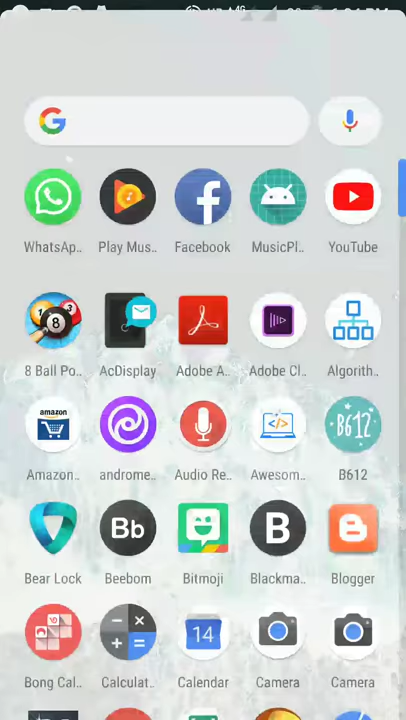 WhatsAp..
Play Mus..
Facebook
MusicPl..
YouTube
8 Ball Po..
AcDisplay
Adobe A..
Adobe Cl..
Algorith..
amazon
B612
Amazon..
androme..
Audio Re..
Awesom..
B612
Bb
B
Bear Lock
Beebom
Bitmoji
Blackma..
Blogger
14
Bong Cal..
Calculat..
Calendar
Camera
Camera